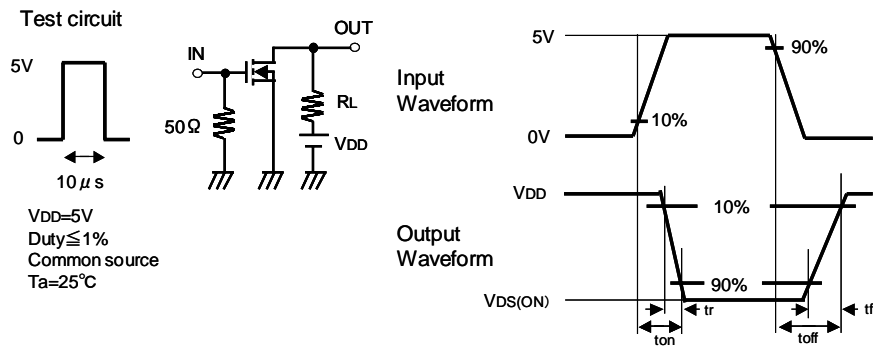 Test circuit
5V
0
10μs
VDD=5V
Duty≦1%
Common source
Ta=25℃
IN
OUT
50Ω
RL
VDD
Input
Waveform
5V
0V
10%
90%
Output
Waveform
VDD
VDS(ON)
10%
90%
tr
ton
tf
toff